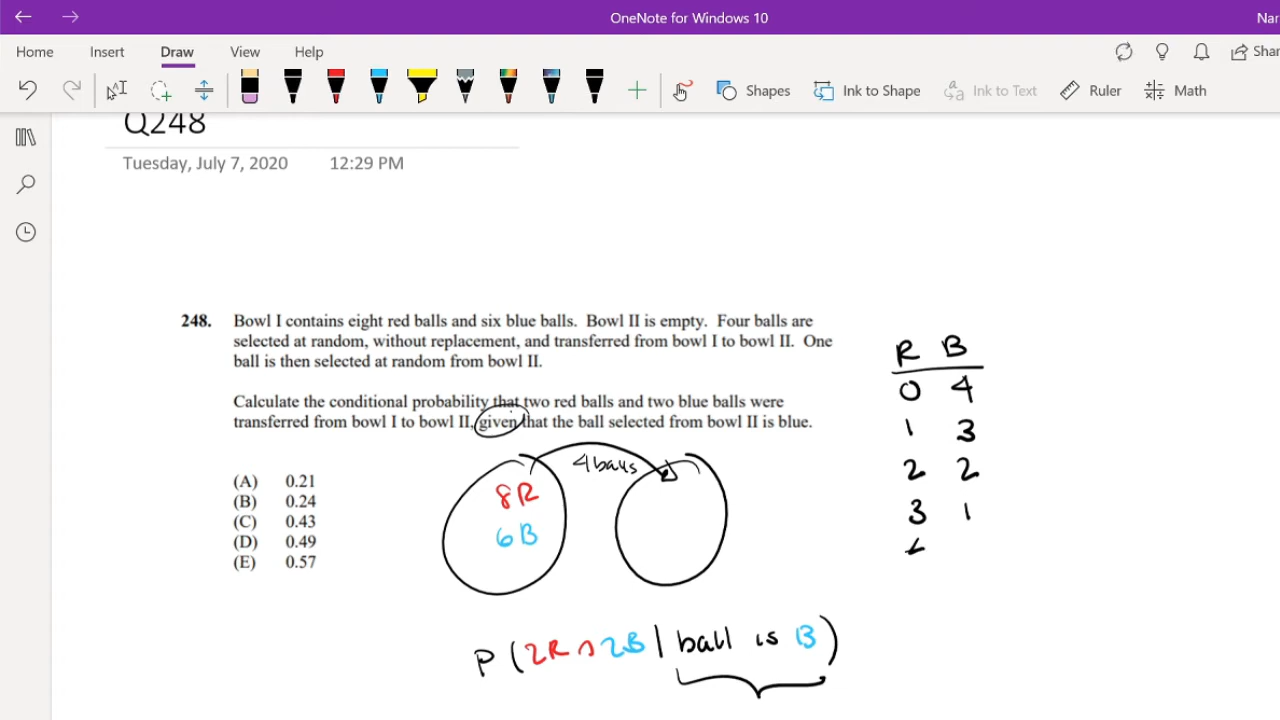 OneNote for Windows 10
Nar
Home Insert Draw View Help
Shar
Shapes Ink to Shape Ink to Text Ruler Math
Q248
Tuesday, July 7, 2020 12:29 PM
248. Bowl I contains eight red balls and six blue balls. Bowl II is empty. Four balls are
selected at random, without replacement, and transferred from bowl I to bowl II. One
ball is then selected at random from bowl II.
Calculate the conditional probability that two red balls and two blue balls were
transferred from bowl I to bowl II, given that the ball selected from bowl II is blue.
(A) 0.21
(B) 0.24
(C) 0.43
(D) 0.49
(E) 0.57
4 balls
8R
6B
R B
0 4
1 3
2 2
3 1
P (2R ∩ 2B | ball is B)